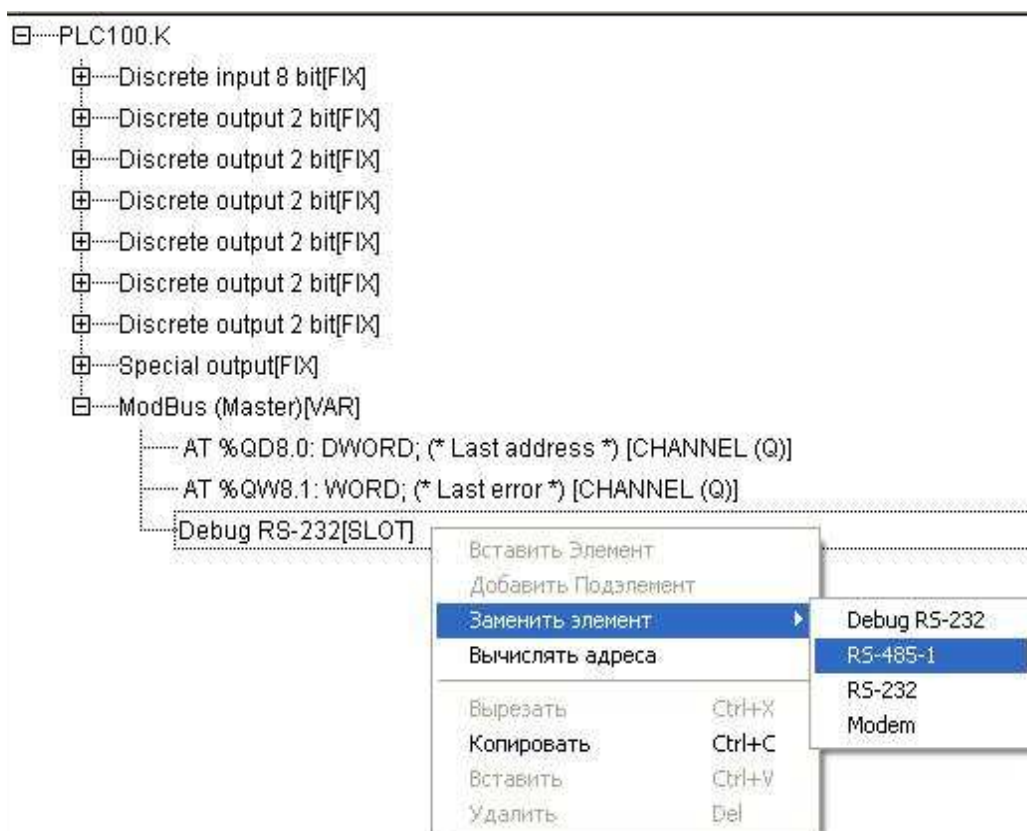 PLC100.K
Discrete input 8 bit[FIX]
Discrete output 2 bit[FIX]
Discrete output 2 bit[FIX]
Discrete output 2 bit[FIX]
Discrete output 2 bit[FIX]
Discrete output 2 bit[FIX]
Discrete output 2 bit[FIX]
Special output[FIX]
ModBus (Master)[VAR]
AT %QD8.0: DWORD; (* Last address *) [CHANNEL (Q)]
AT %QW8.1: WORD; (* Last error *) [CHANNEL (Q)]
Debug RS-232[SLOT]
Вставить Элемент
Добавить Подэлемент
Заменить элемент
Вычислять адреса
Вырезать Ctrl+X
Копировать Ctrl+C
Вставить Ctrl+V
Удалить Del
Debug RS-232
RS-485-1
RS-232
Modem